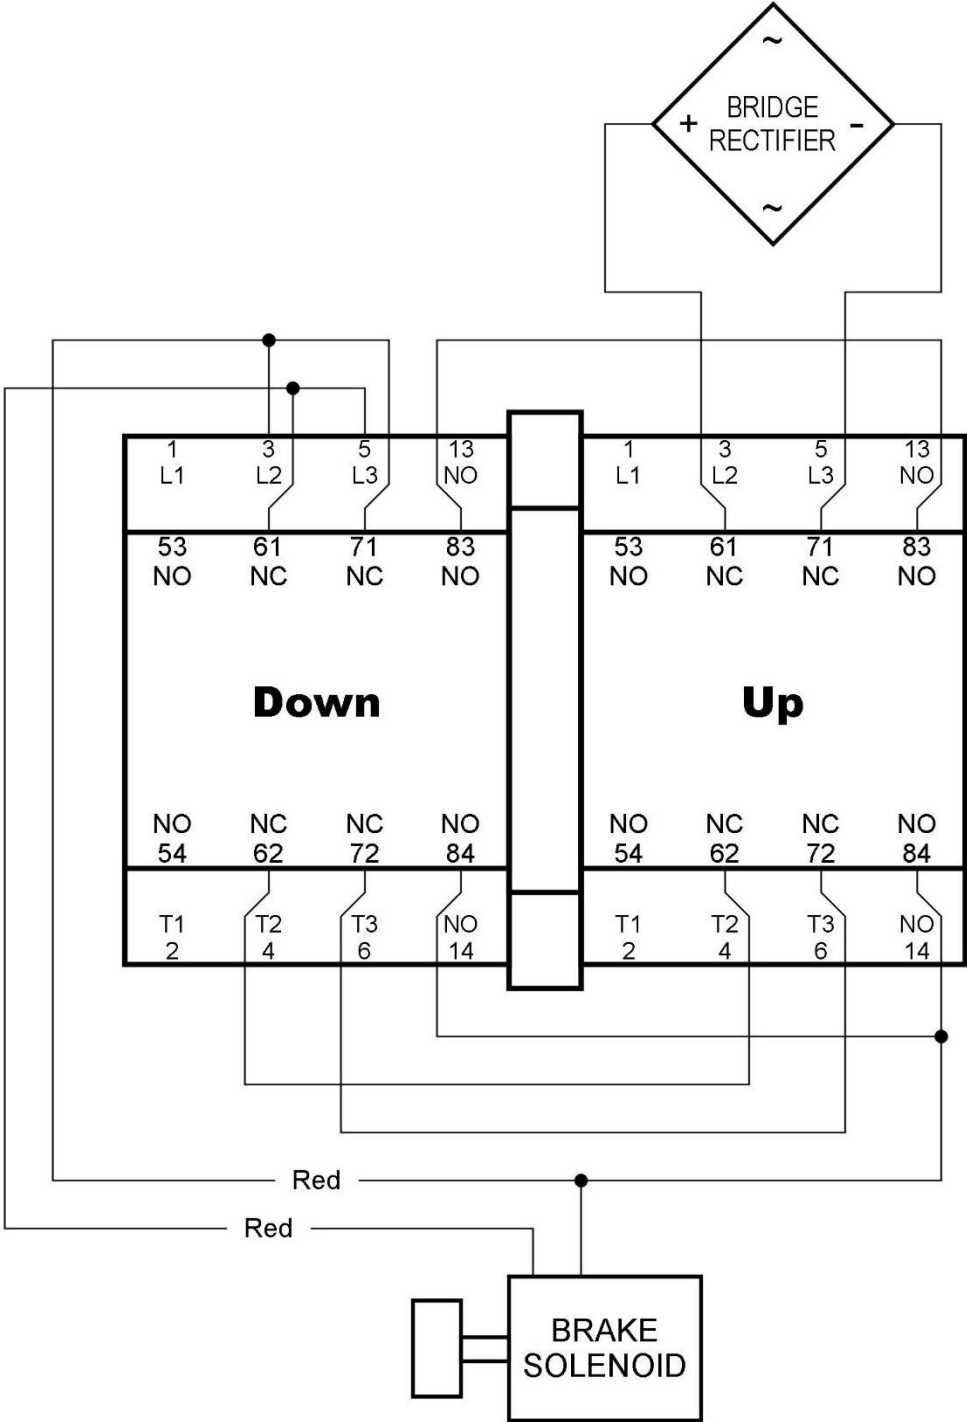 ~
+ BRIDGE RECTIFIER -
~
1 3 5 13 1 3 5 13
L1 L2 L3 NO L1 L2 L3 NO
53 61 71 83 53 61 71 83
NO NC NC NO NO NC NC NO
Down Up
NO NC NC NO NO NC NC NO
54 62 72 84 54 62 72 84
T1 T2 T3 NO T1 T2 T3 NO
2 4 6 14 2 4 6 14
Red
Red
BRAKE
SOLENOID